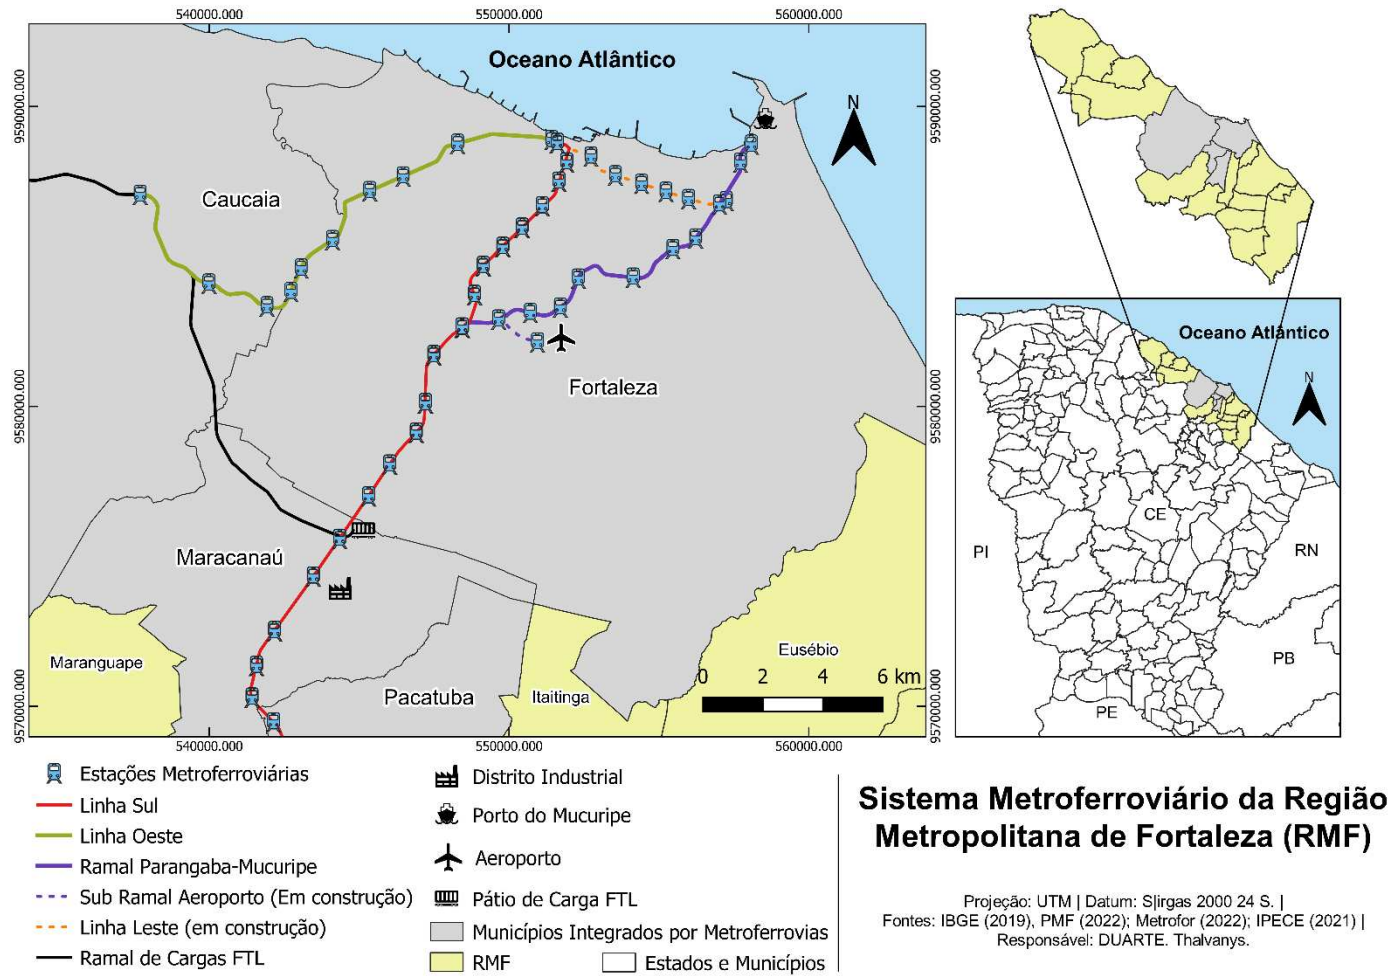 540000.000
550000.000
560000.000
Oceano Atlântico
N
9590000.000
9590000.000
Caucaia
Fortaleza
9580000.000
9580000.000
Maracanaú
Maranguape
Pacatuba
Itaitinga
Eusébio
0 2 4 6 km
9570000.000
9570000.000
540000.000
550000.000
560000.000
Oceano Atlântico
N
CE
PI
RN
PB
PE
Estações Metroferroviárias
Linha Sul
Linha Oeste
Ramal Parangaba-Mucuripe
Sub Ramal Aeroporto (Em construção)
Linha Leste (em construção)
Ramal de Cargas FTL
Distrito Industrial
Porto do Mucuripe
Aeroporto
Pátio de Carga FTL
Municípios Integrados por Metroferrovias
RMF
Estados e Municípios
Sistema Metroferroviário da Região
Metropolitana de Fortaleza (RMF)
Projeção: UTM | Datum: S|irgas 2000 24 S. |
Fontes: IBGE (2019), PMF (2022); Metrofor (2022); IPECE (2021) |
Responsável: DUARTE. Thalvanys.